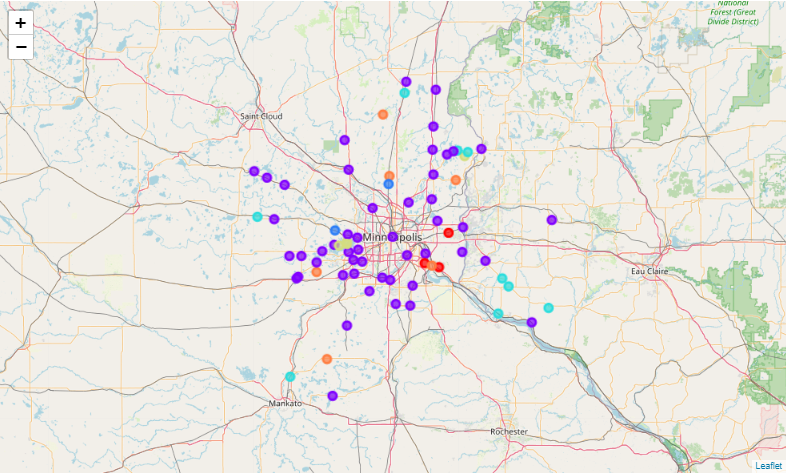 National
Forest (Great
Divide District)
+
−
Saint Cloud
Minneapolis
Eau Claire
Mankato
Rochester
Leaflet